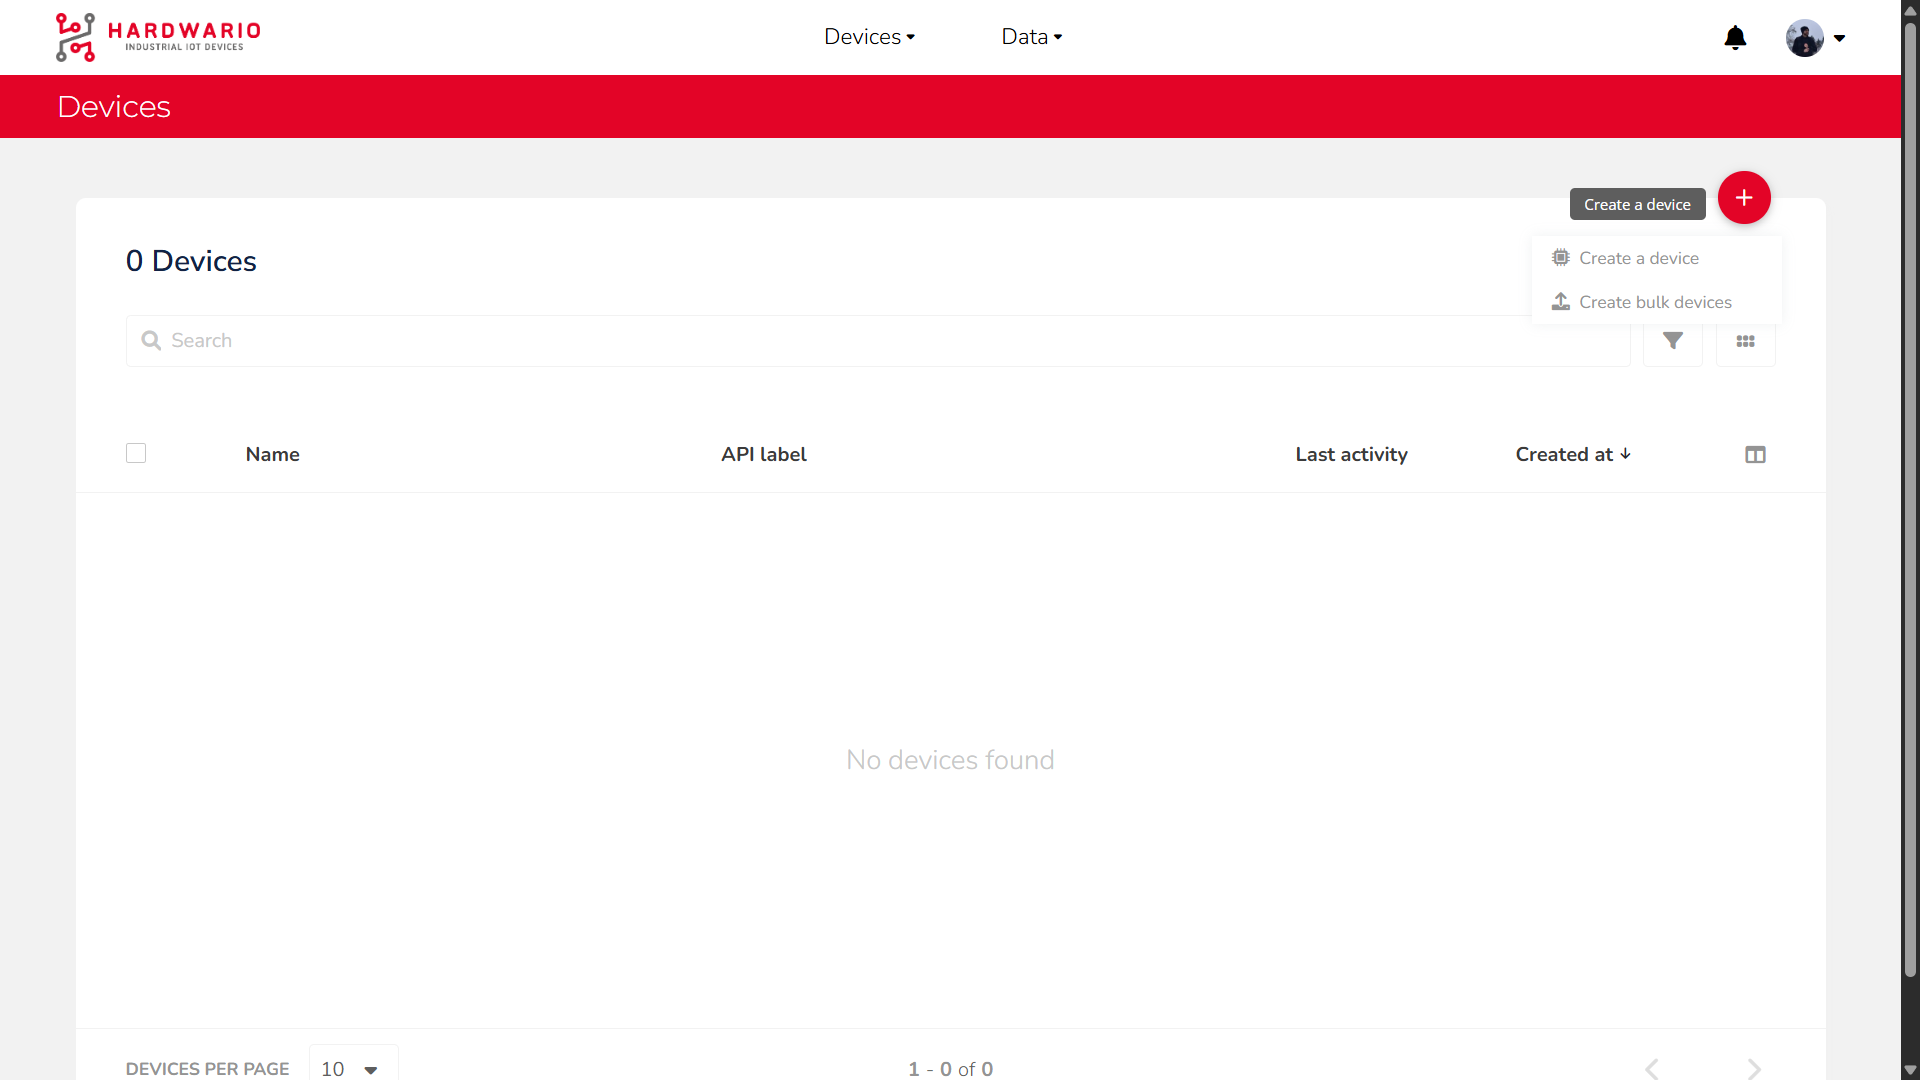 HARDWARIO
INDUSTRIAL IOT DEVICES
Devices
Data
Devices
Create a device
0 Devices
Create a device
Create bulk devices
Search
Name
API label
Last activity
Created at
No devices found
DEVICES PER PAGE
10
1 - 0 of 0